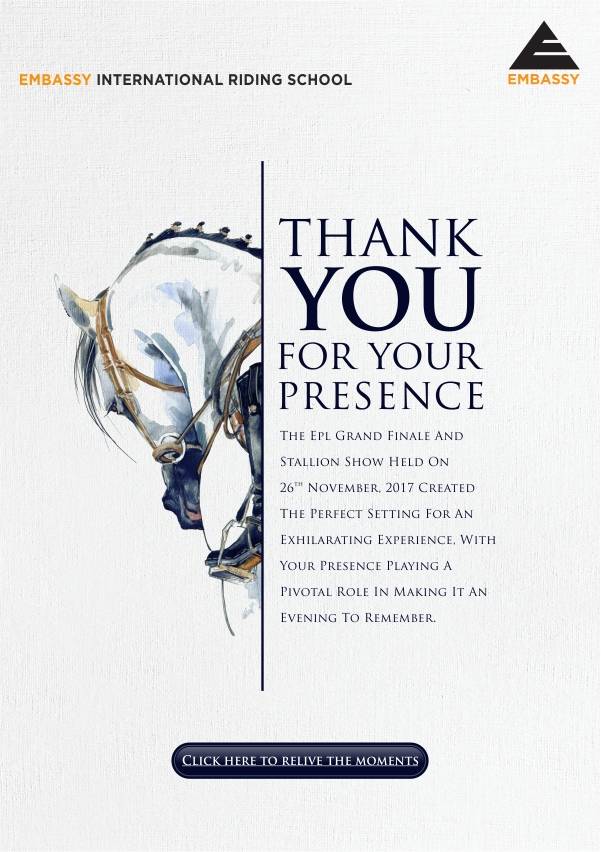 EMBASSY INTERNATIONAL RIDING SCHOOL
EMBASSY
THANK
YOU
FOR YOUR
PRESENCE
The Epl Grand Finale And
Stallion Show Held On
26th November, 2017 Created
The Perfect Setting For An
Exhilarating Experience, With
Your Presence Playing A
Pivotal Role In Making It An
Evening To Remember.
Click here to relive the moments